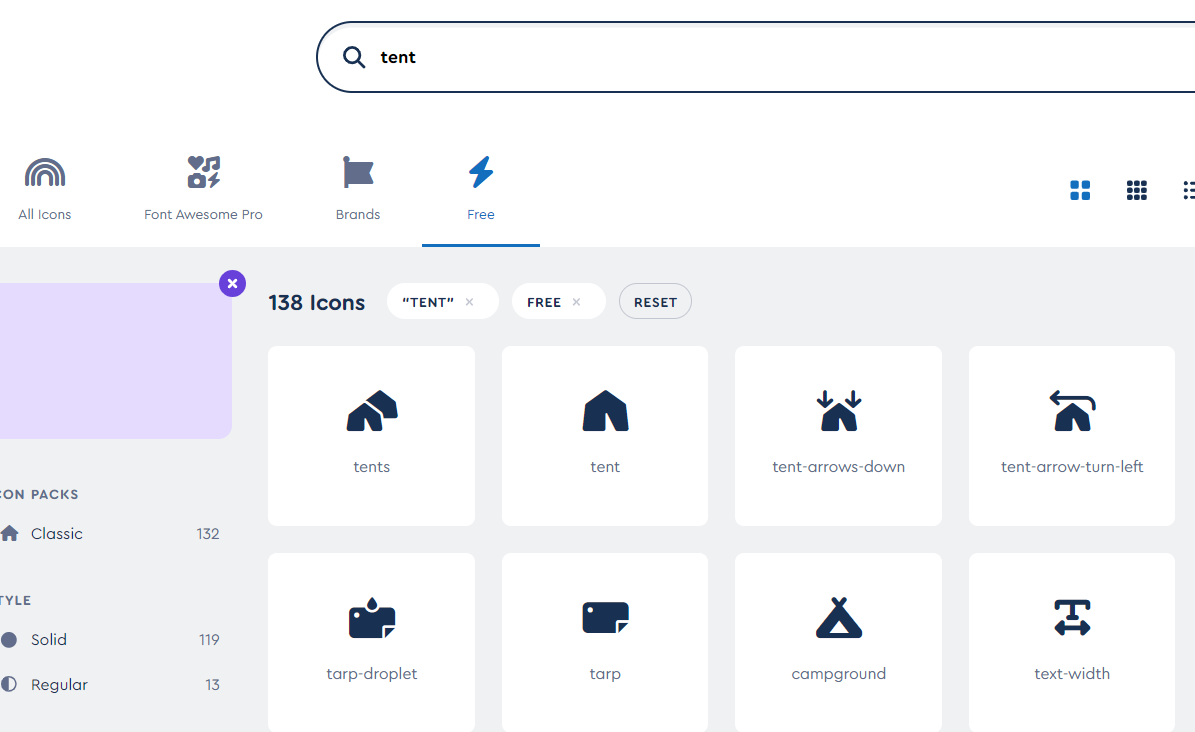 tent
All Icons
Font Awesome Pro
Brands
Free
138 Icons
"TENT" ×
FREE ×
RESET
tents
tent
tent-arrows-down
tent-arrow-turn-left
CON PACKS
Classic 132
TYLE
Solid 119
Regular 13
tarp-droplet
tarp
campground
text-width